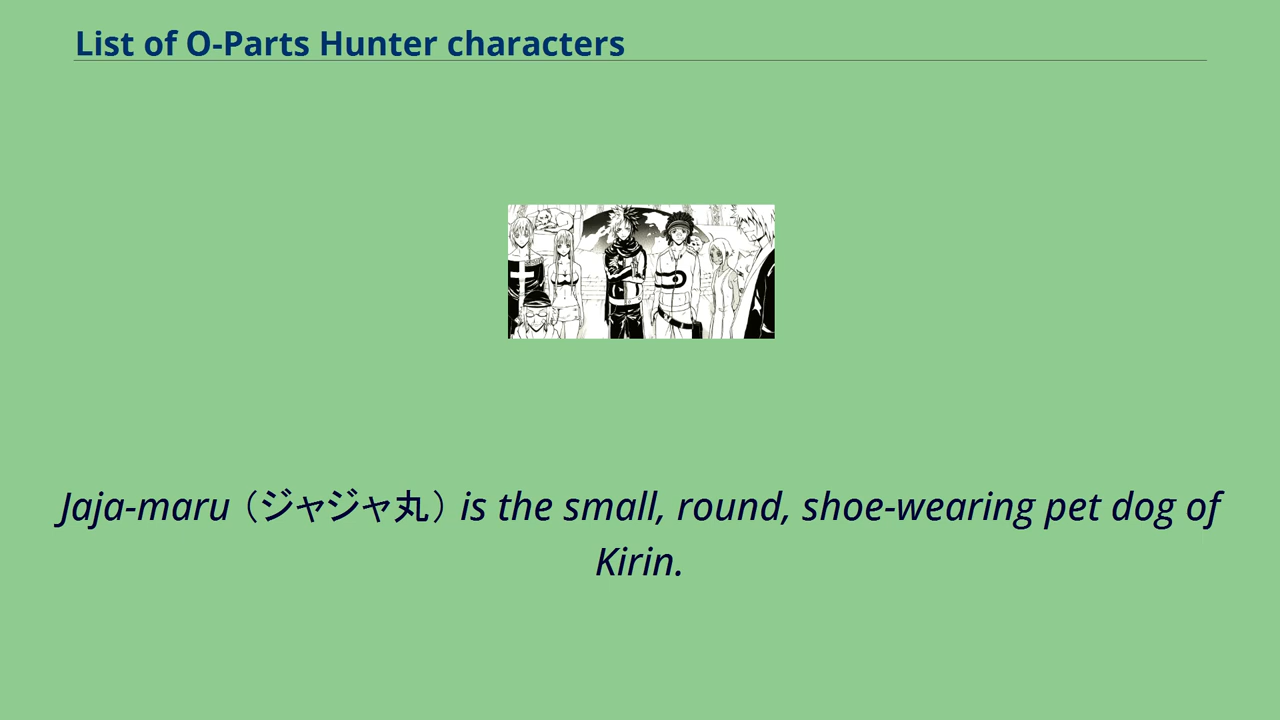 List of O-Parts Hunter characters
Jaja-maru（ジャジャ丸）is the small, round, shoe-wearing pet dog of
Kirin.